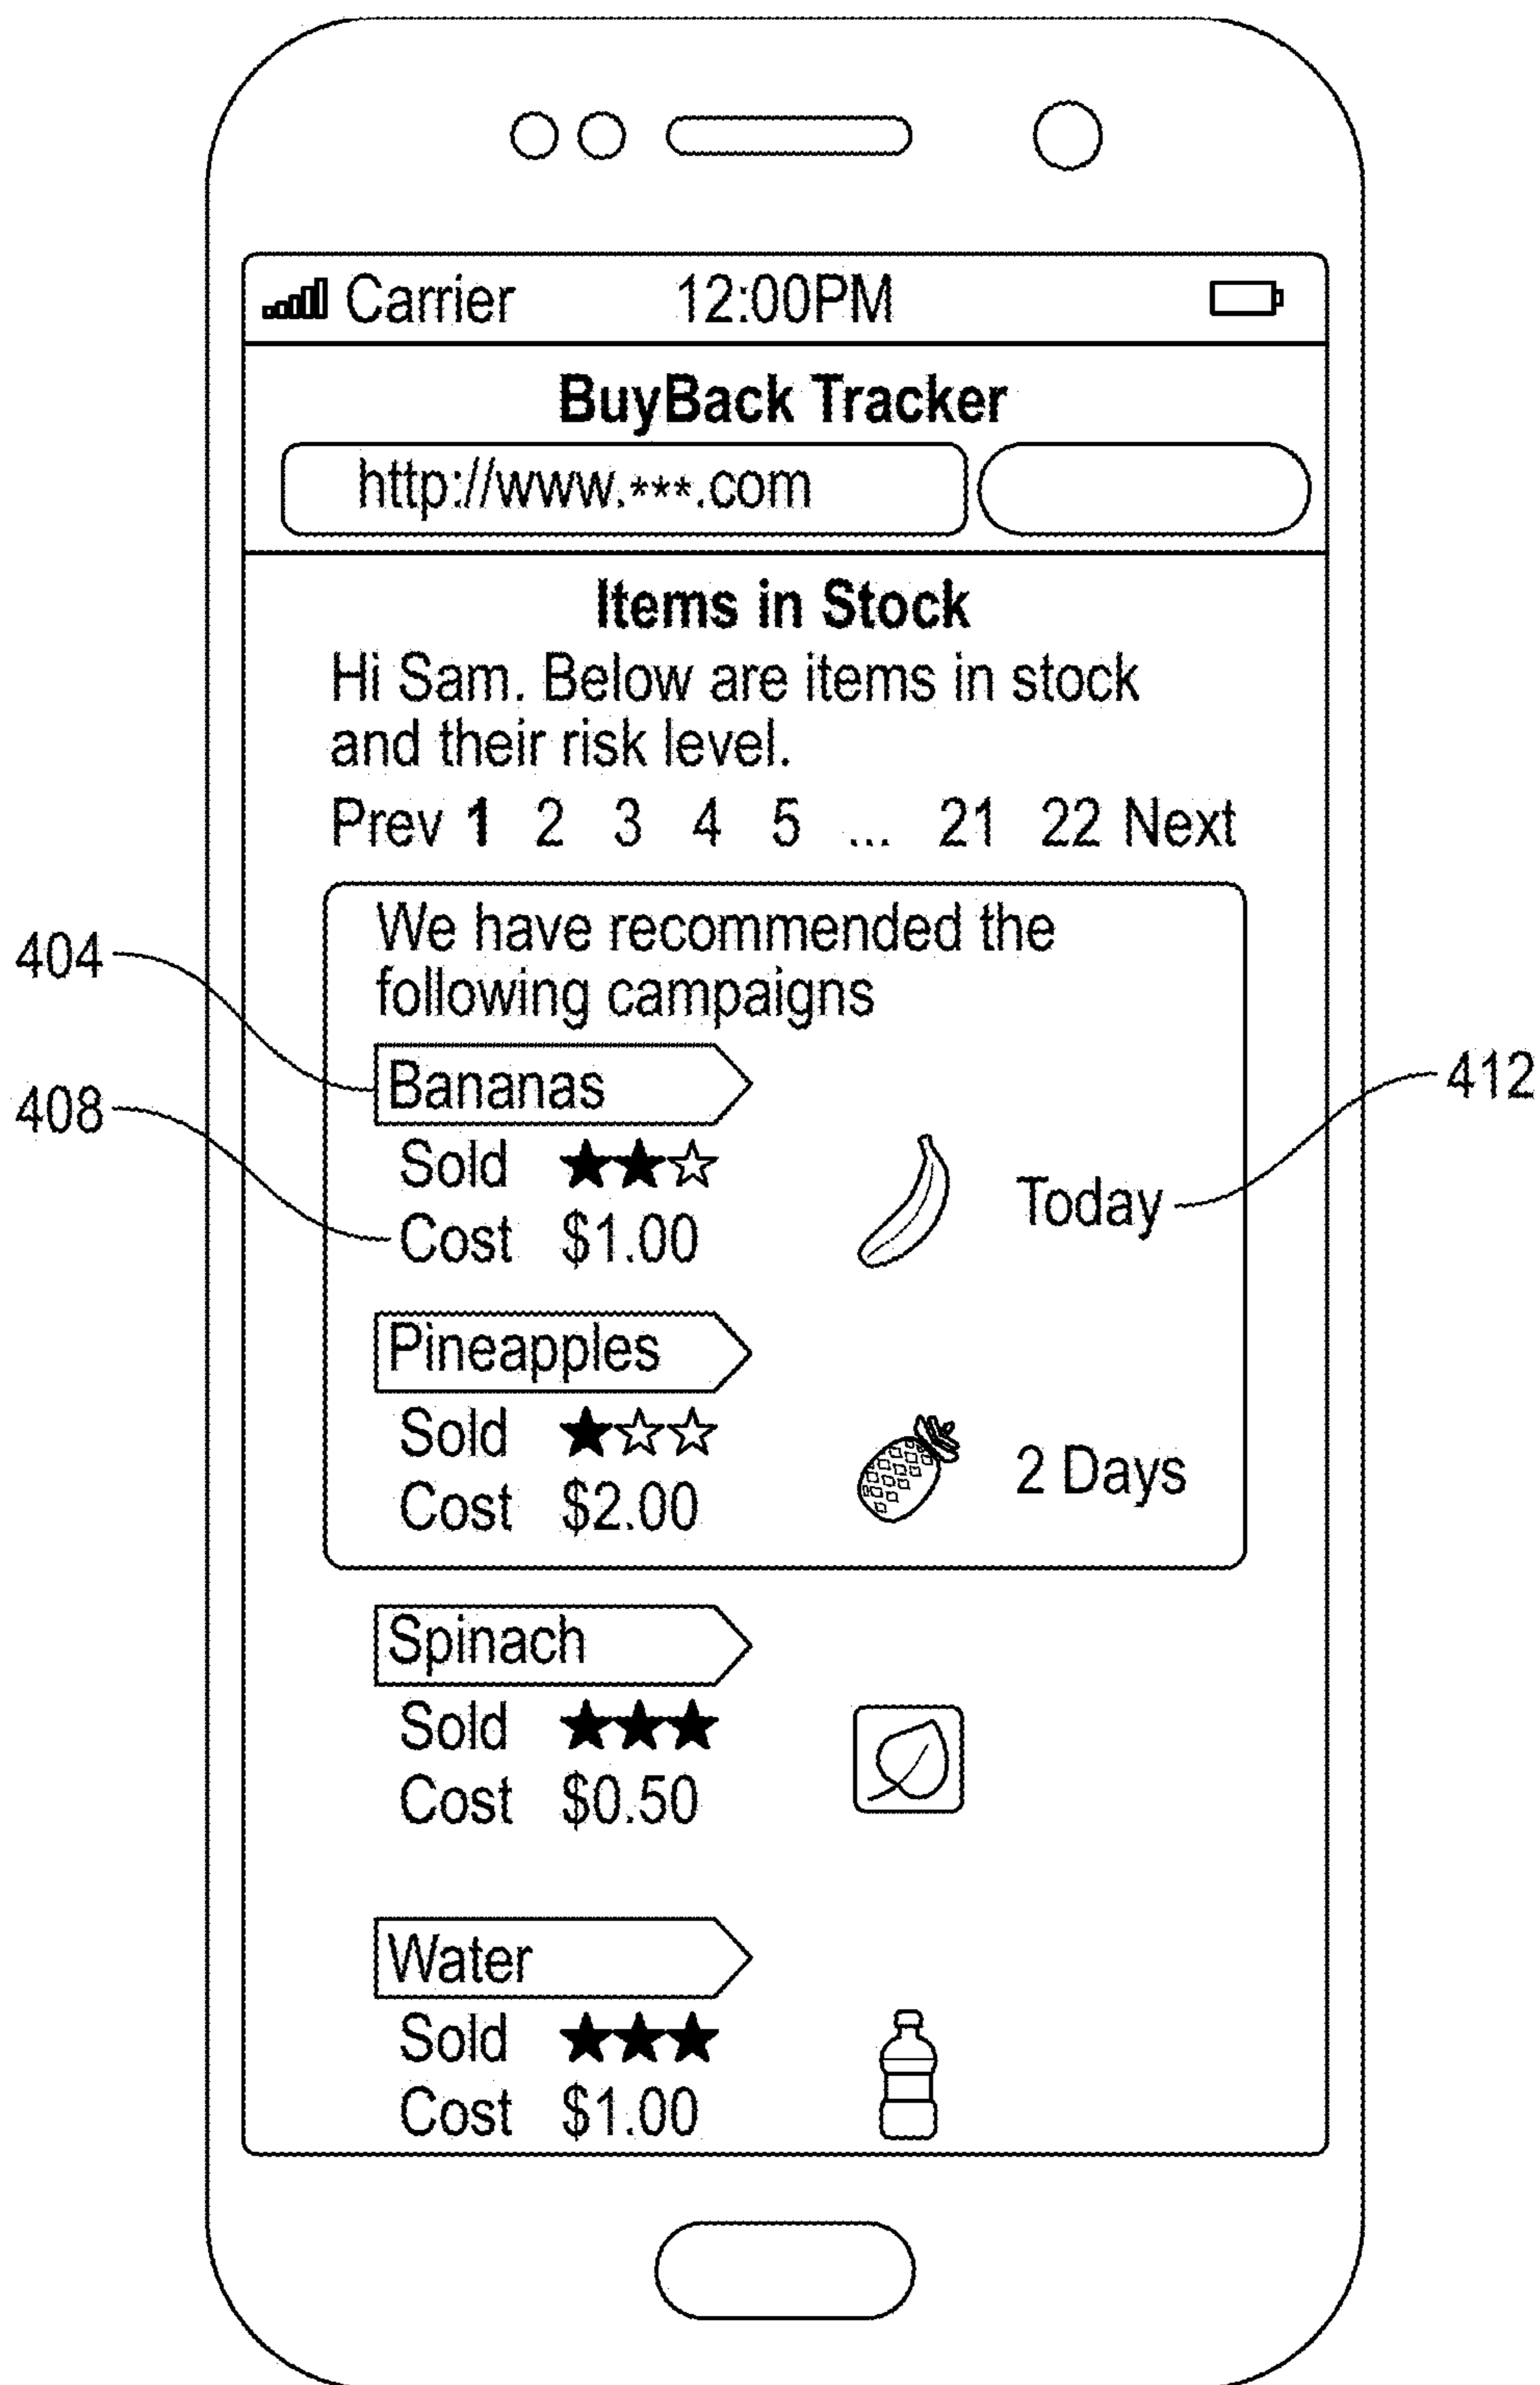 Carrier 12:00PM
BuyBack Tracker
http://www.***.com
Items in Stock
Hi Sam. Below are items in stock
and their risk level.
Prev 1 2 3 4 5 ... 21 22 Next
We have recommended the
following campaigns
404
Bananas
412
408
Sold ★★☆
Cost $1.00
Today
Pineapples
Sold ★☆☆
Cost $2.00
2 Days
Spinach
Sold ★★★
Cost $0.50
Water
Sold ★★★
Cost $1.00